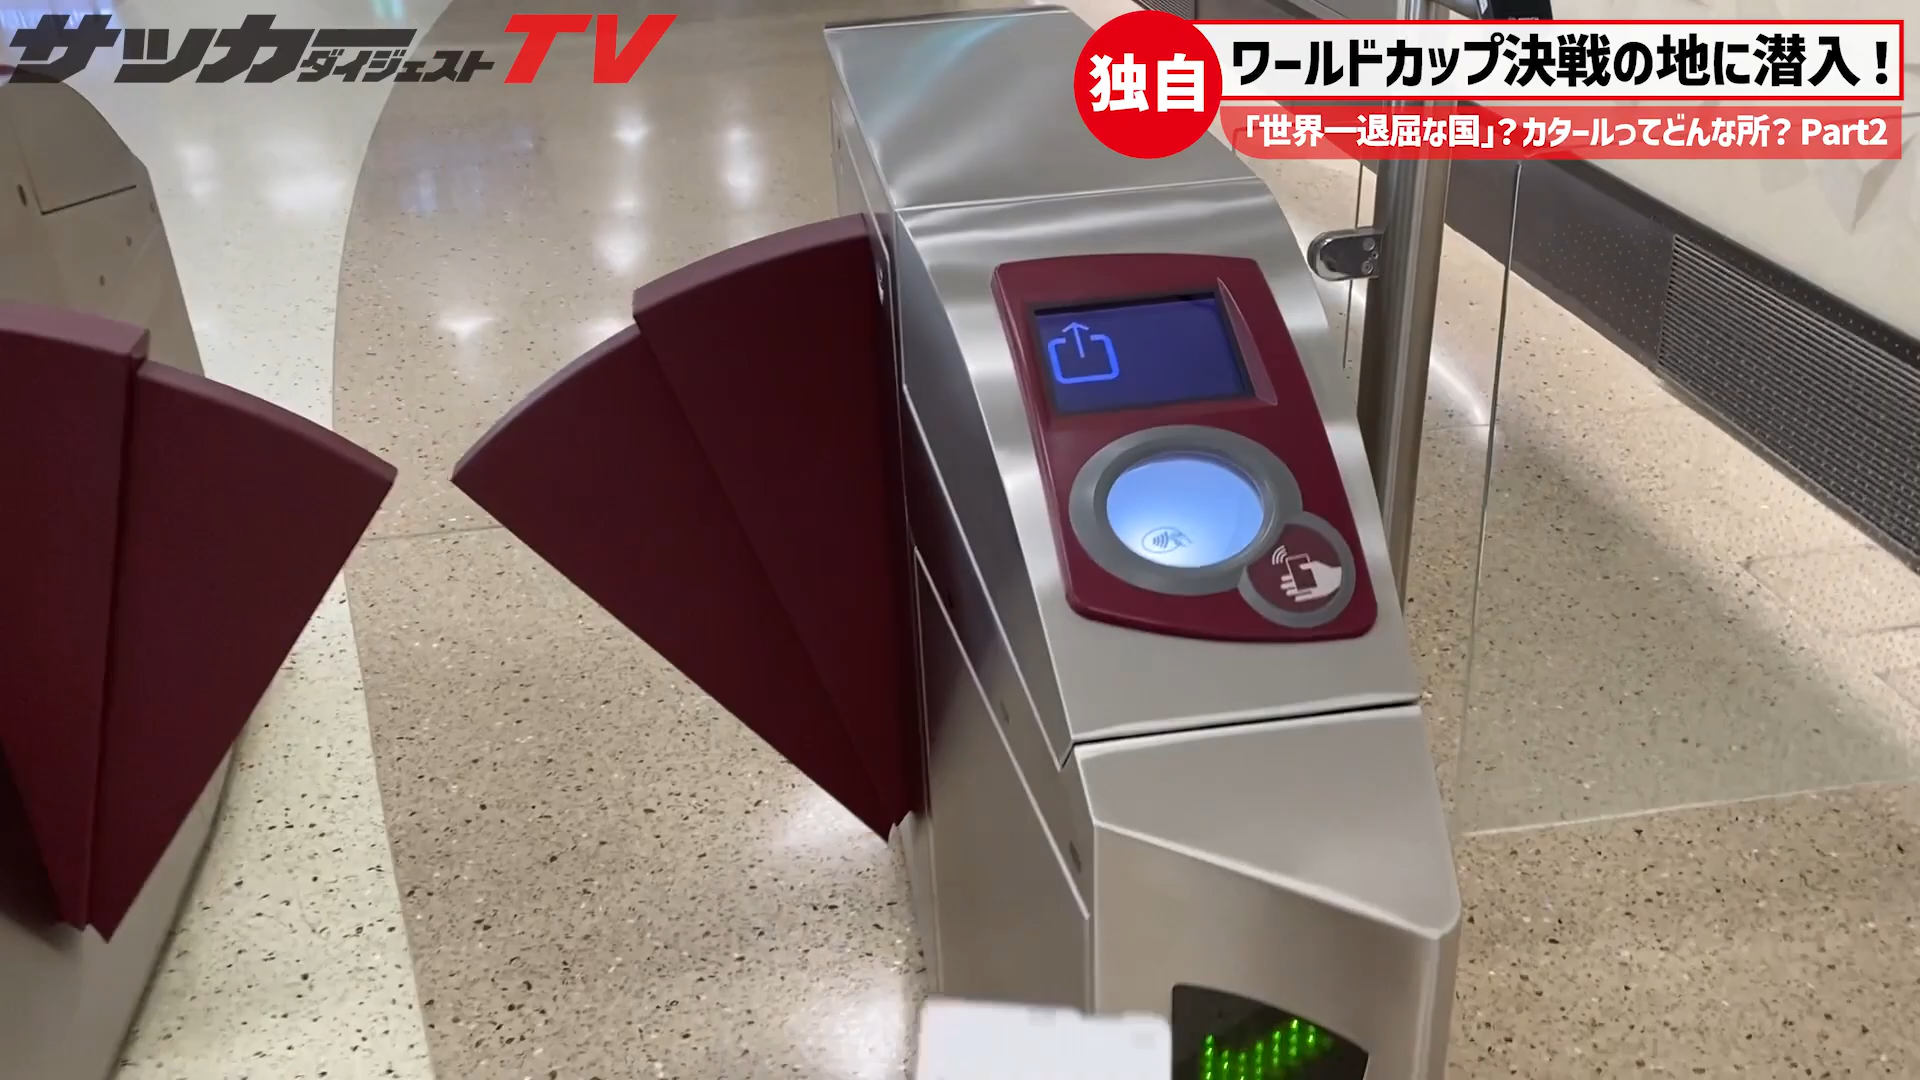 サッカーダイジェストTV
独自
ワールドカップ決戦の地に潜入！
「世界一退屈な国」？カタールってどんな所？ Part2